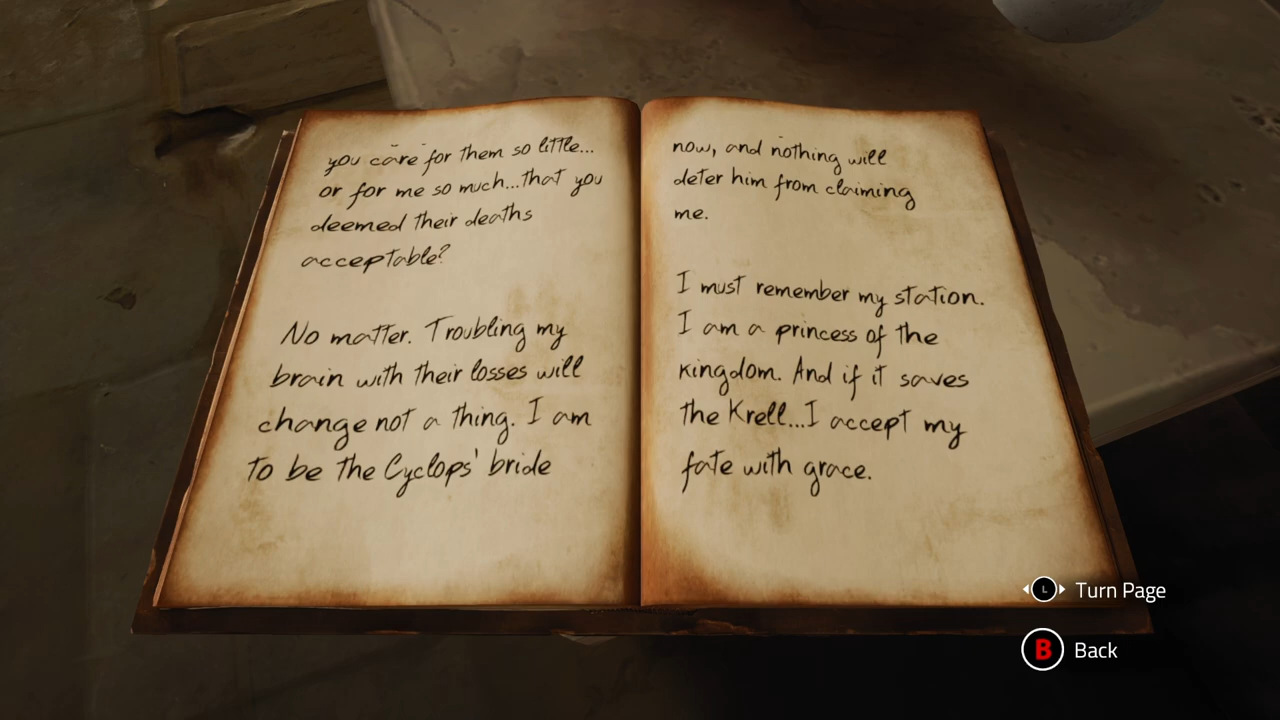 you care for them so little...
or for me so much...that you
deemed their deaths
acceptable?
No matter. Troubling my
brain with their losses will
change not a thing. I am
to be the Cyclops' bride
now, and nothing will
deter him from claiming
me.
I must remember my station.
I am a princess of the
kingdom. And if it saves
the Krell...I accept my
fate with grace.
L Turn Page
B Back